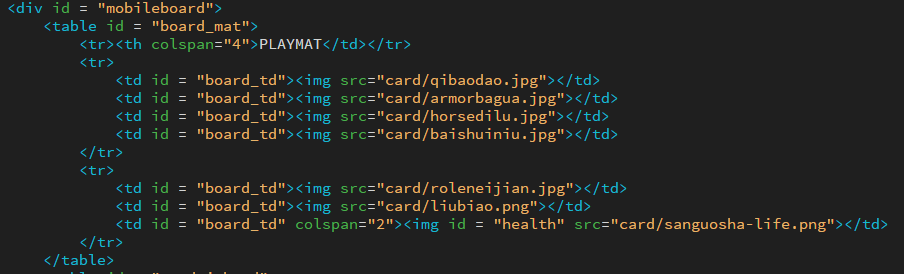 <div id = "mobileboard">
<table id = "board_mat">
<tr><th colspan="4">PLAYMAT</td></tr>
<tr>
<td id = "board_td"><img src="card/qibaodao.jpg"></td>
<td id = "board_td"><img src="card/armorbagua.jpg"></td>
<td id = "board_td"><img src="card/horsedilu.jpg"></td>
<td id = "board_td"><img src="card/baishuiniu.jpg"></td>
</tr>
<tr>
<td id = "board_td"><img src="card/roleneijian.jpg"></td>
<td id = "board_td"><img src="card/liubiao.png"></td>
<td id = "board_td" colspan="2"><img id = "health" src="card/sanguosha-life.png"></td>
</tr>
</table>